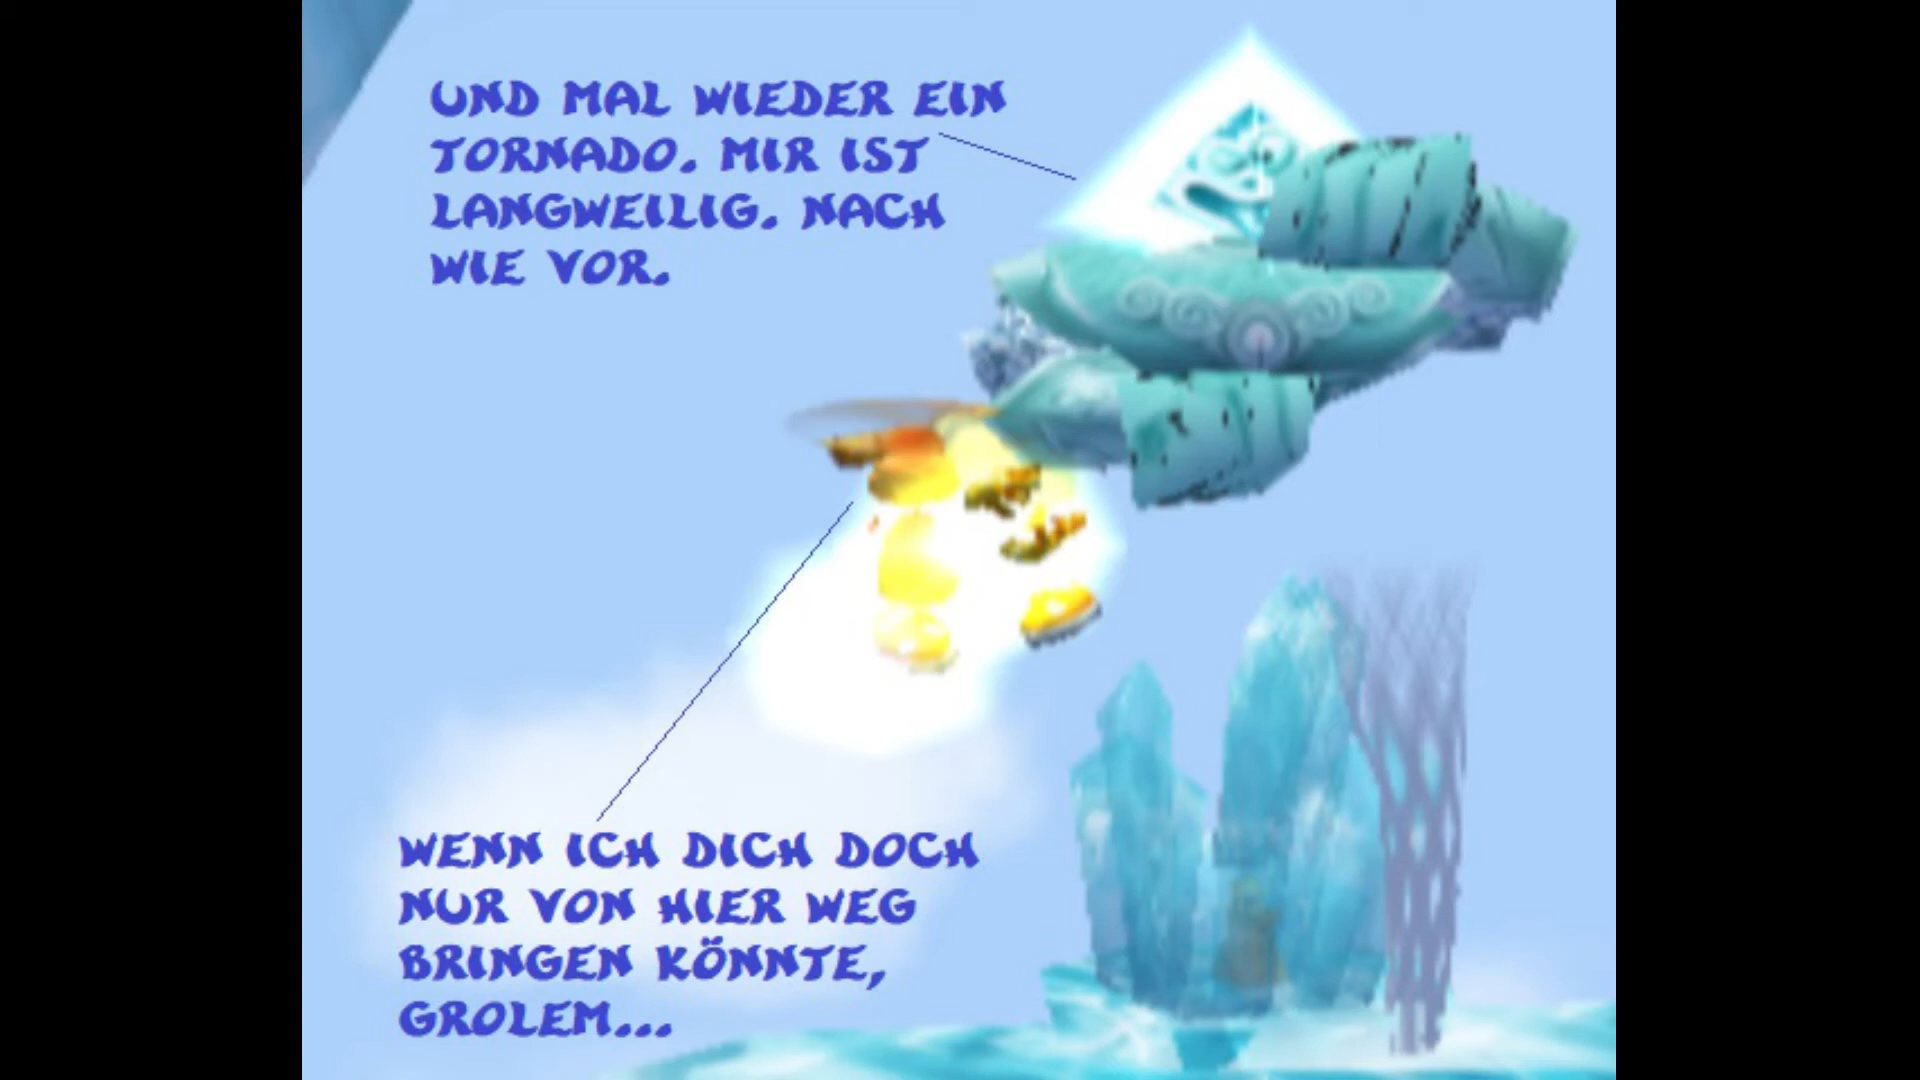 UND MAL WIEDER EIN
TORNADO. MIR IST
LANGWEILIG. NACH
WIE VOR.
WENN ICH DICH DOCH
NUR VON HIER WEG
BRINGEN KÖNNTE,
GROLEM...